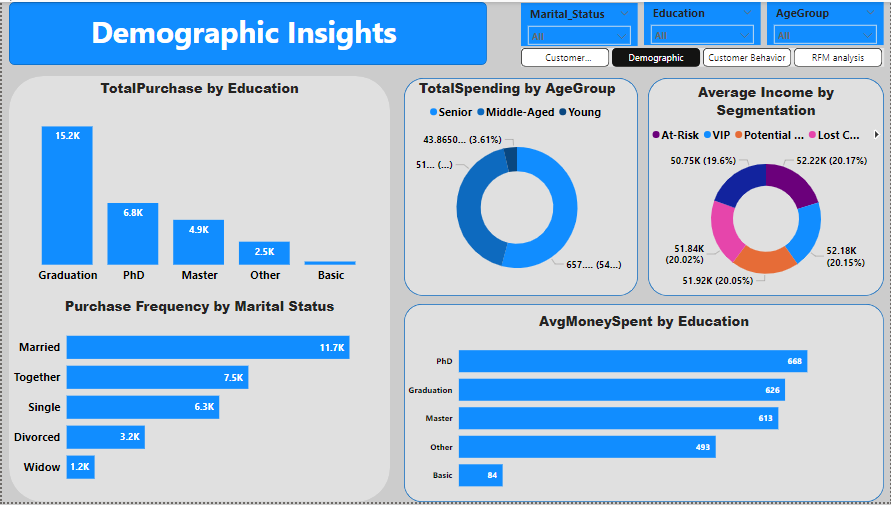 Demographic Insights
Marital_Status
All
Education
All
AgeGroup
All
Customer...
Demographic
Customer Behavior
RFM analysis
TotalPurchase by Education
15.2K
6.8K
4.9K
2.5K
Graduation
PhD
Master
Other
Basic
Purchase Frequency by Marital Status
Married
11.7K
Together
7.5K
Single
6.3K
Divorced
3.2K
Widow
1.2K
TotalSpending by AgeGroup
Senior
Middle-Aged
Young
43.8650... (3.61%)
51... (...)
657.... (54...)
Average Income by
Segmentation
At-Risk
VIP
Potential ...
Lost C...
50.75K (19.6%)
52.22K (20.17%)
51.84K
(20.02%)
52.18K
(20.15%)
51.92K (20.05%)
AvgMoneySpent by Education
PhD
668
Graduation
626
Master
613
Other
493
Basic
84